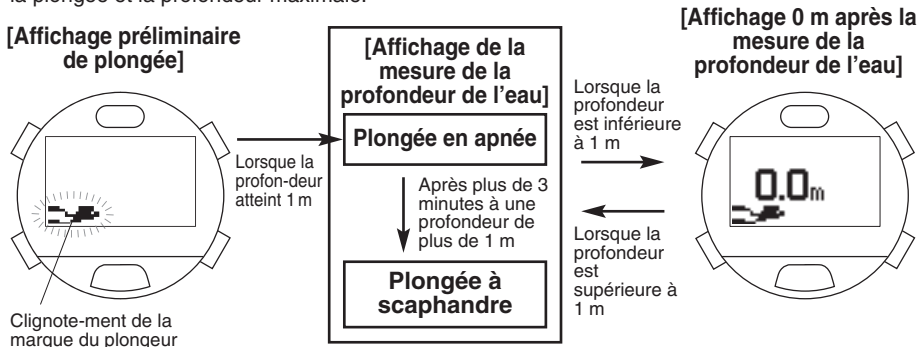 la plongée et la profondeur maximale.
[Affichage préliminaire
de plongée]
Clignote-ment de la
marque du plongeur
Lorsque la
profon-deur
atteint 1 m
[Affichage de la
mesure de la
profondeur de l'eau]
Plongée en apnée
Après plus de 3
minutes à une
profondeur de
plus de 1 m
Plongée à
scaphandre
Lorsque la
profondeur
est inférieure
à 1 m
Lorsque la
profondeur
est
supérieure à
1 m
[Affichage 0 m après la
mesure de la
profondeur de l'eau]
0.0m